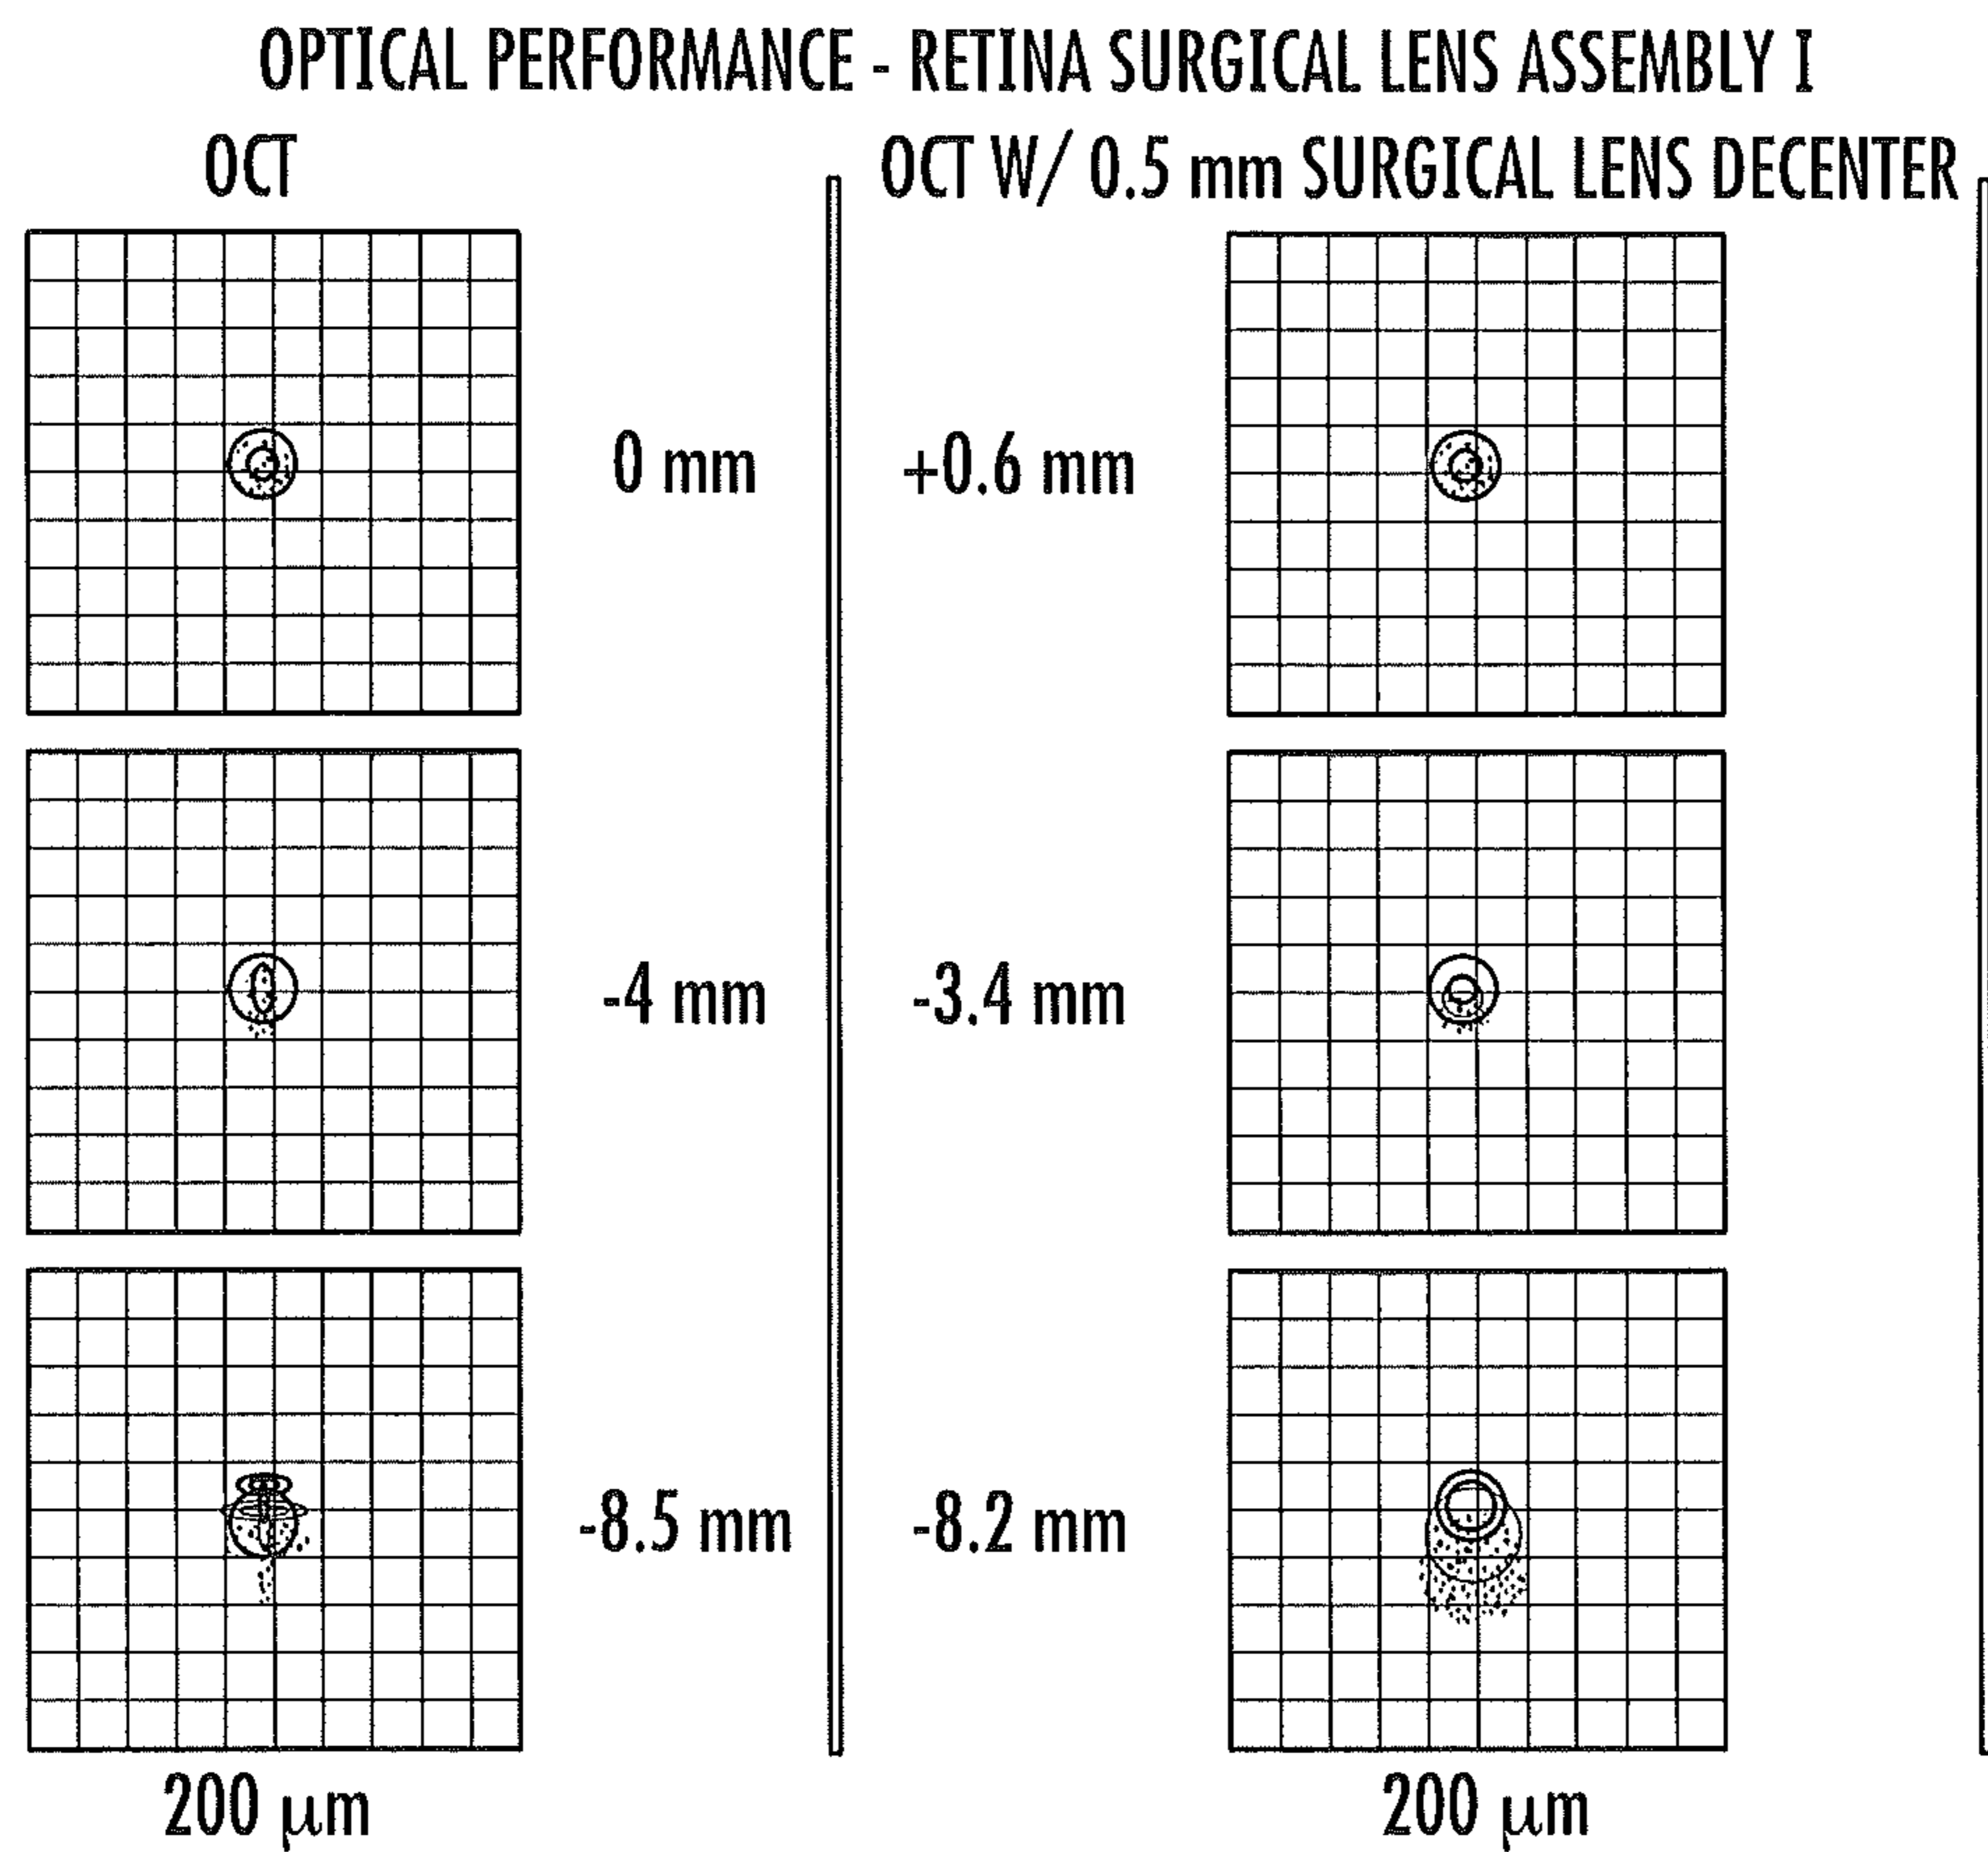 OPTICAL PERFORMANCE - RETINA SURGICAL LENS ASSEMBLY I
OCT
OCT W/ 0.5 mm SURGICAL LENS DECENTER
0 mm
+0.6 mm
-4 mm
-3.4 mm
-8.5 mm
-8.2 mm
200 μm
200 μm